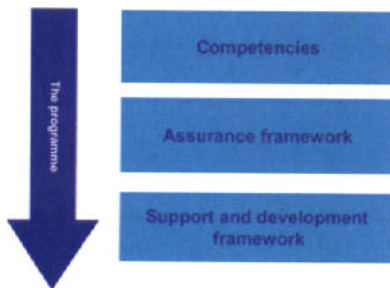 The programme
Competencies
Assurance framework
Support and development
framework